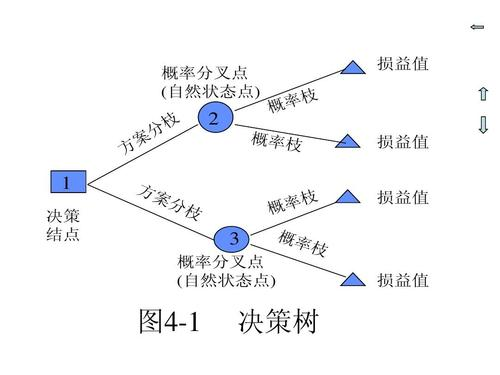 概率分叉点
(自然状态点)
损益值
概率枝
2
方案分枝
概率枝
损益值
1
决策
结点
方案分枝
概率枝
损益值
3
概率枝
概率分叉点
(自然状态点)
损益值
图4-1 决策树